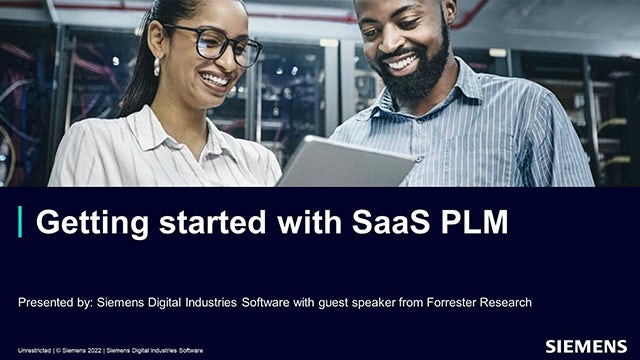 Getting started with SaaS PLM
Presented by: Siemens Digital Industries Software with guest speaker from Forrester Research
Unrestricted | © Siemens 2022 | Siemens Digital Industries Software
SIEMENS